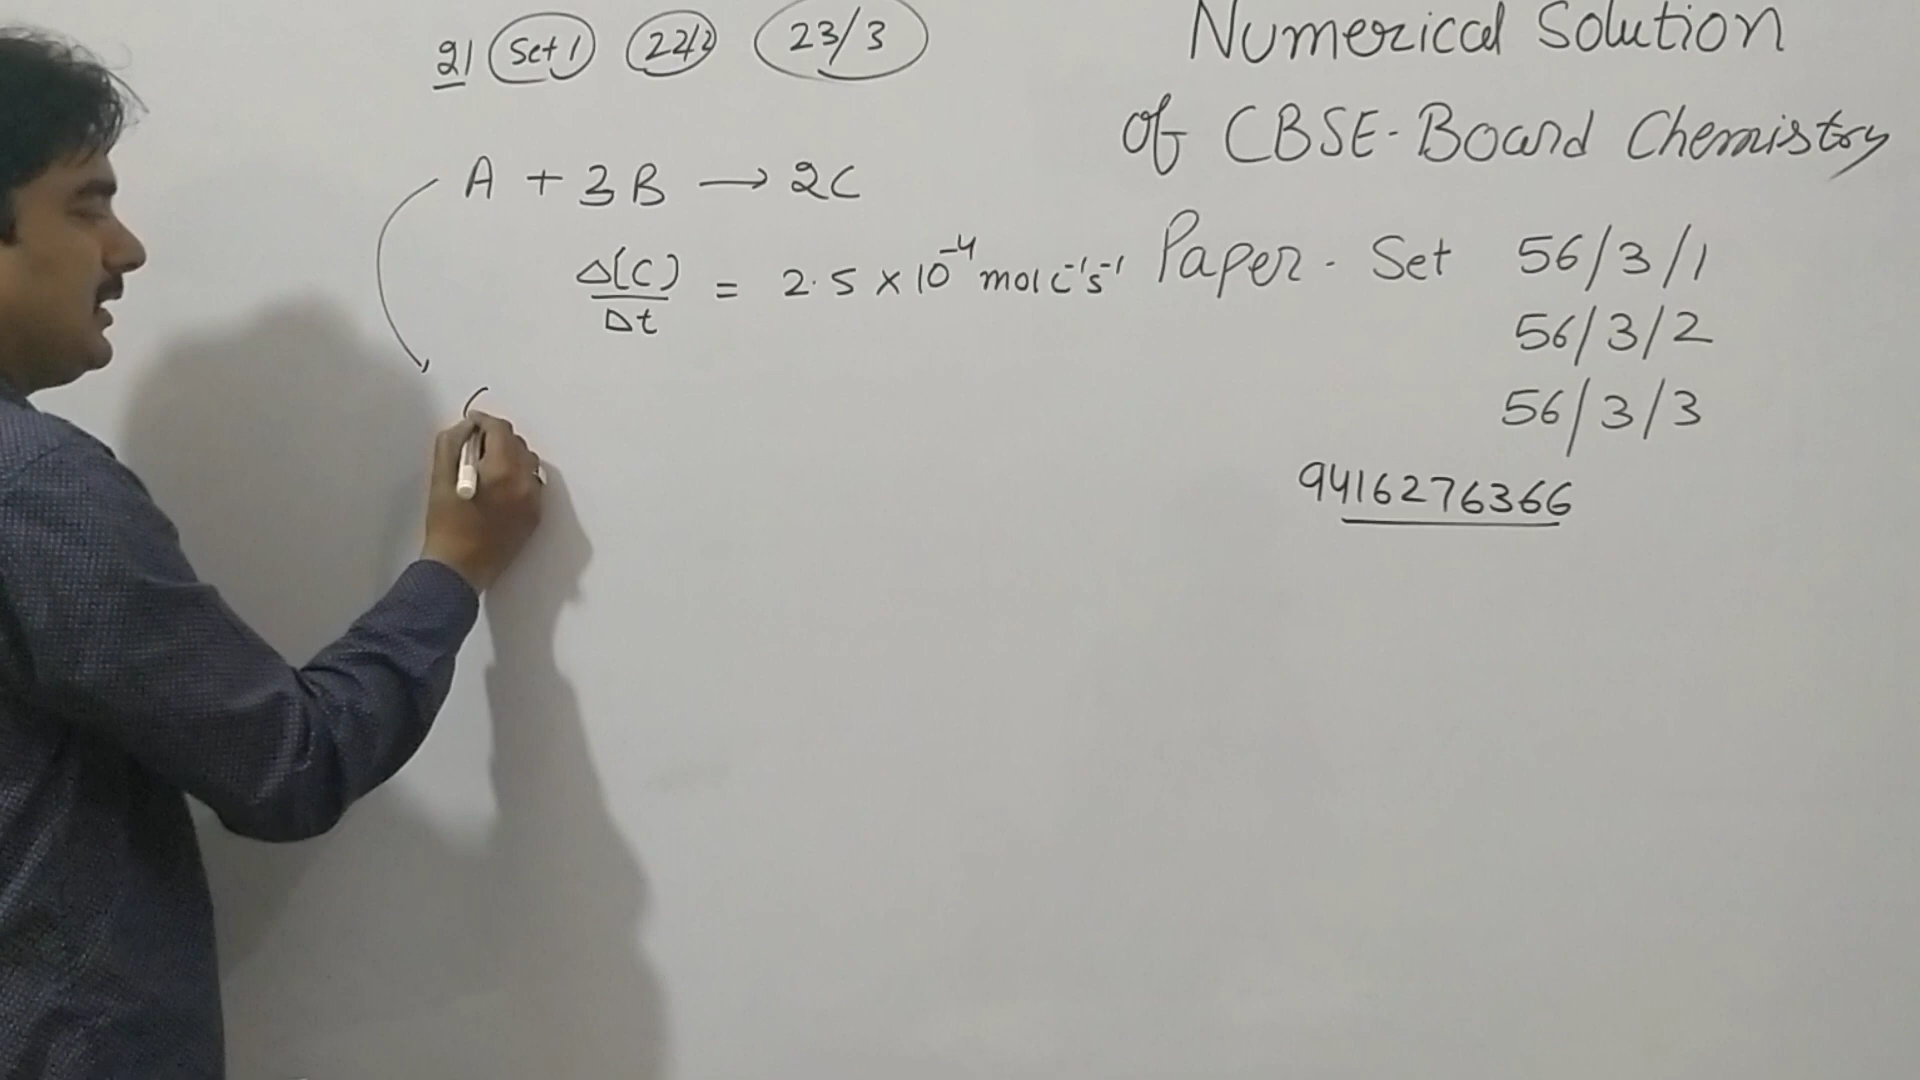 21 Set 1 22/2 23/3
A + 3B → 2C
Δ[C]/Δt = 2.5 × 10⁻⁴ mol L⁻¹s⁻¹
(
Numerical Solution
of CBSE-Board Chemistry
Paper - Set 56/3/1
56/3/2
56/3/3
9416276366